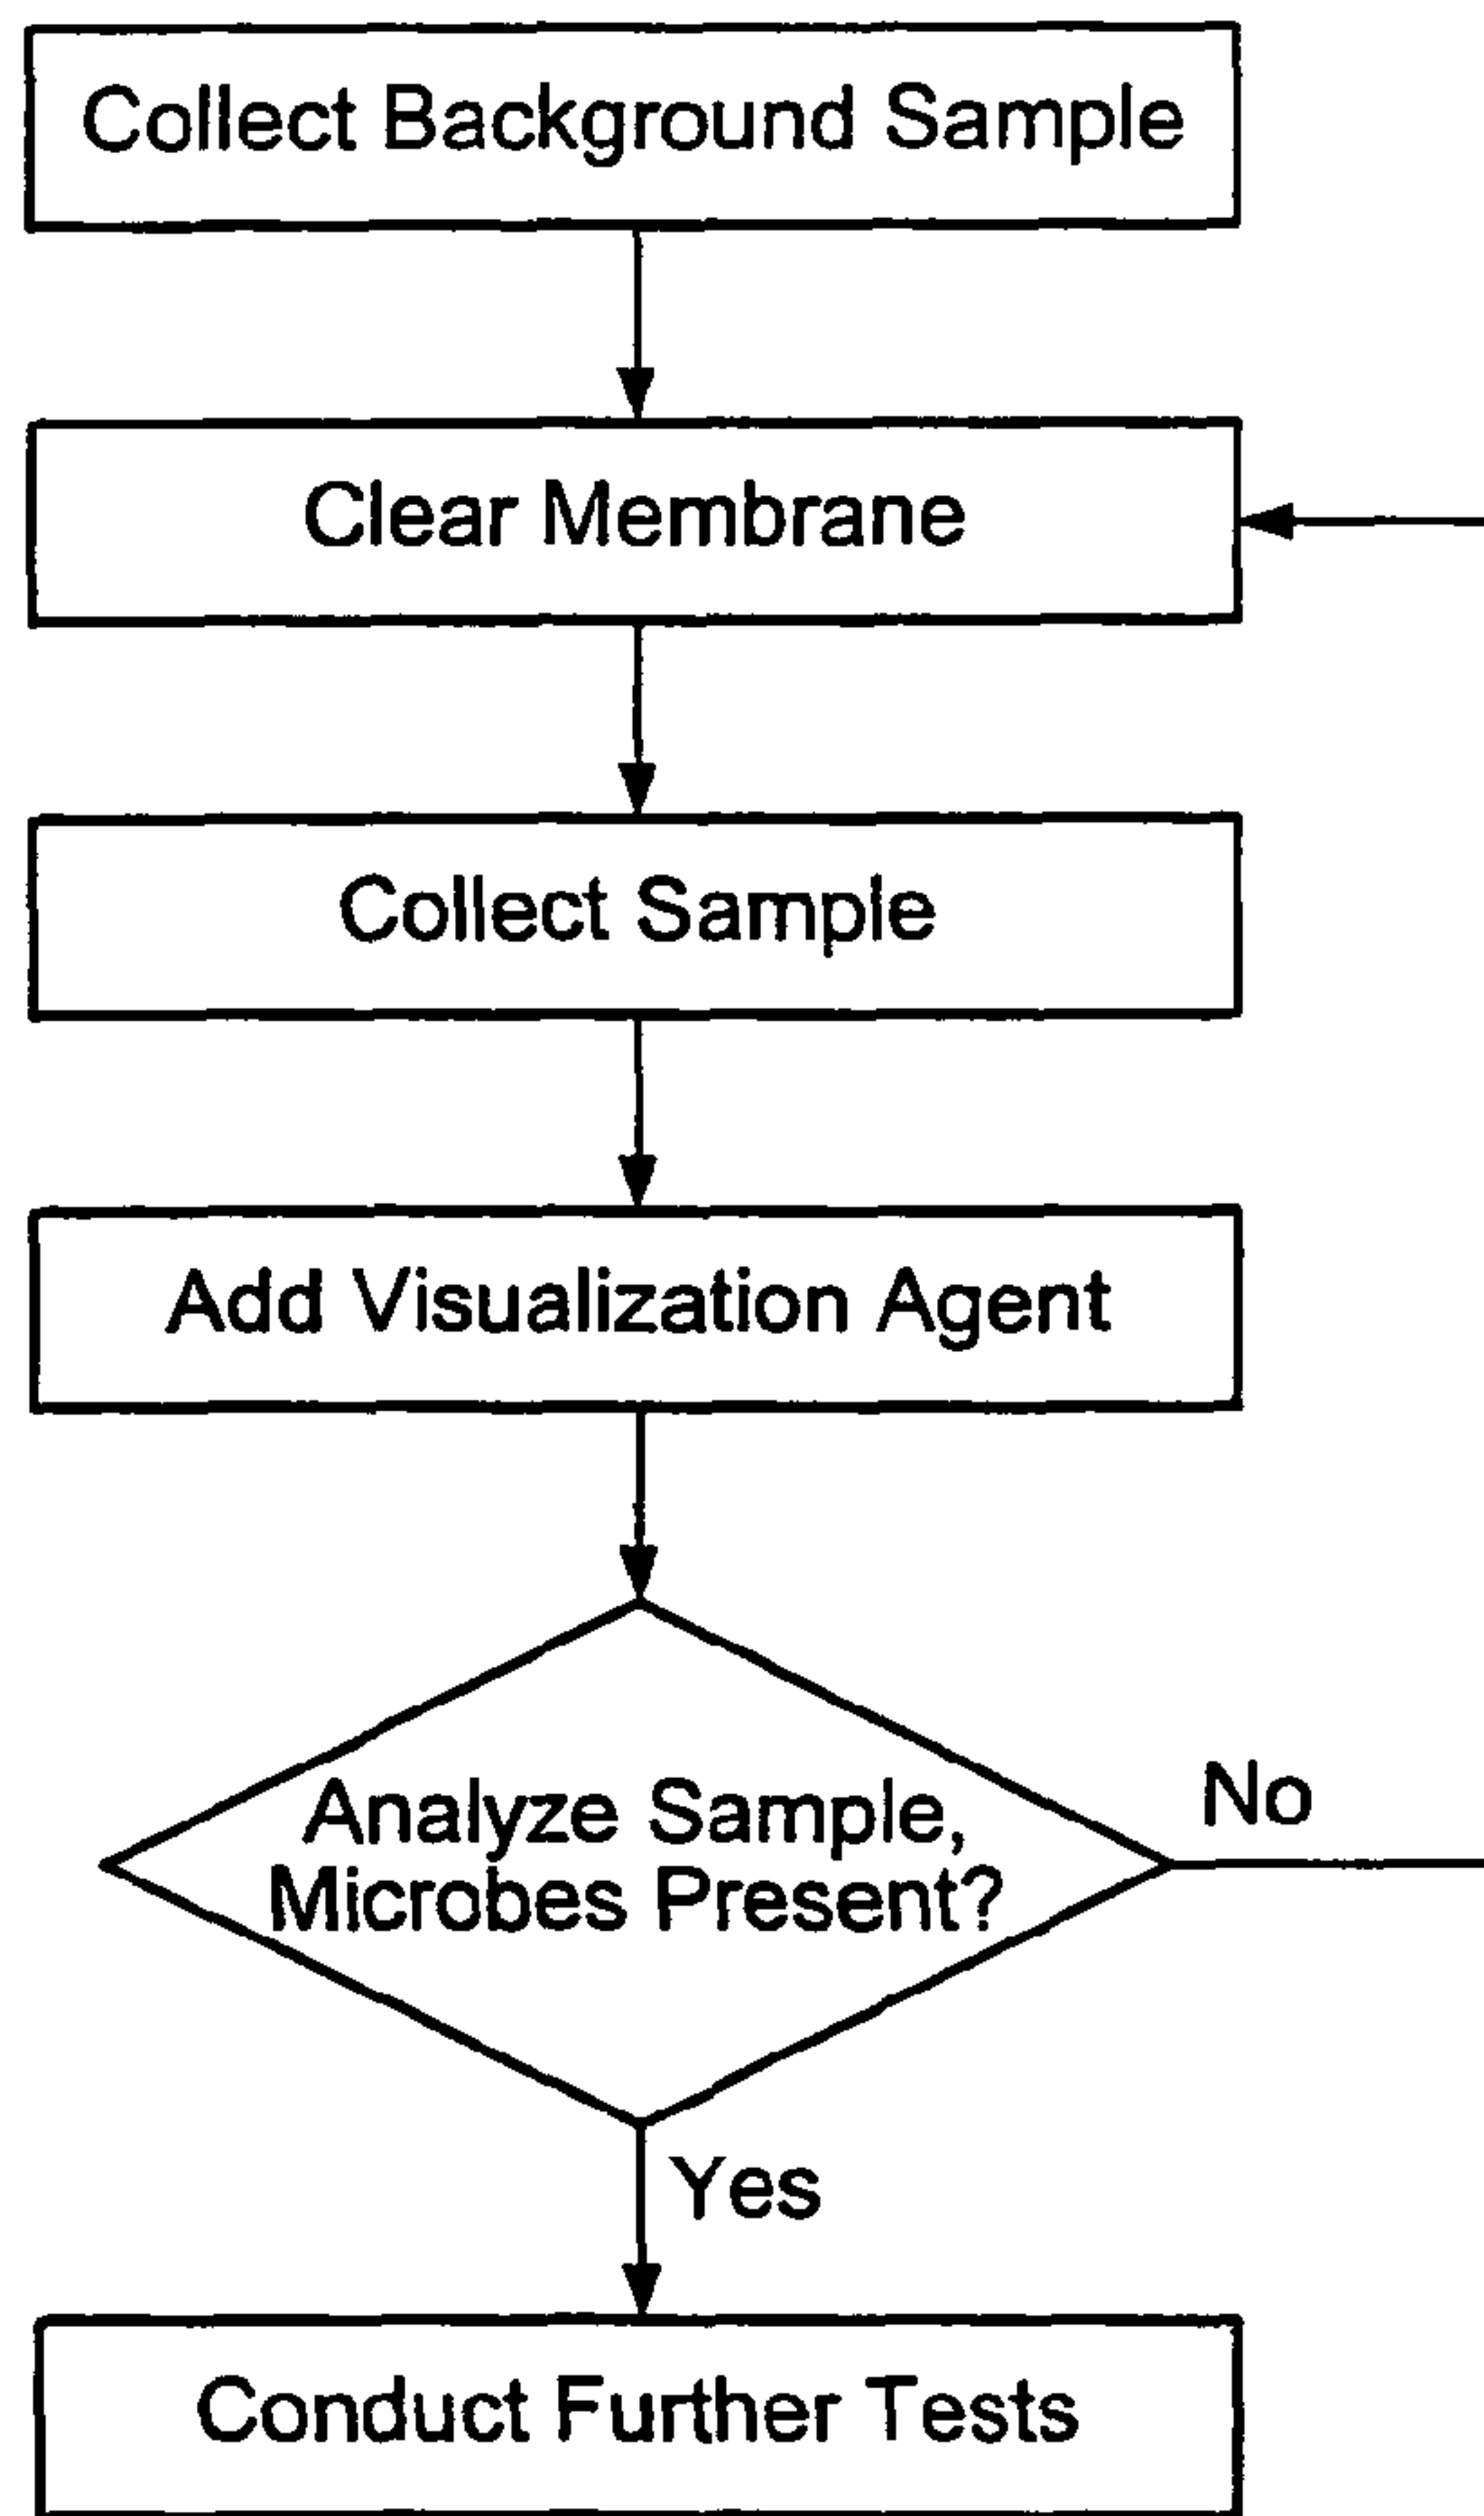 Collect Background Sample
Clear Membrane
Collect Sample
Add Visualization Agent
Analyze Sample,
Microbes Present?
No
Yes
Conduct Further Tests